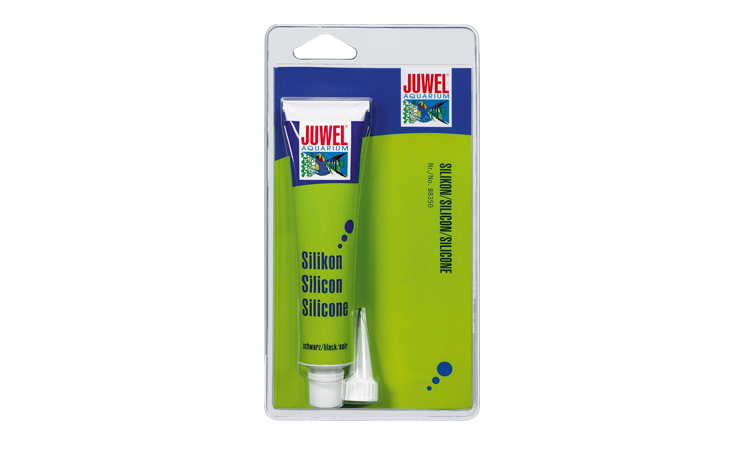 JUWEL®
AQUARIUM
Silikon
Silicon
Silicone
schwarz/black/noir
JUWEL®
AQUARIUM
SILIKON/SILICON/SILICONE
Nr./No. 88350